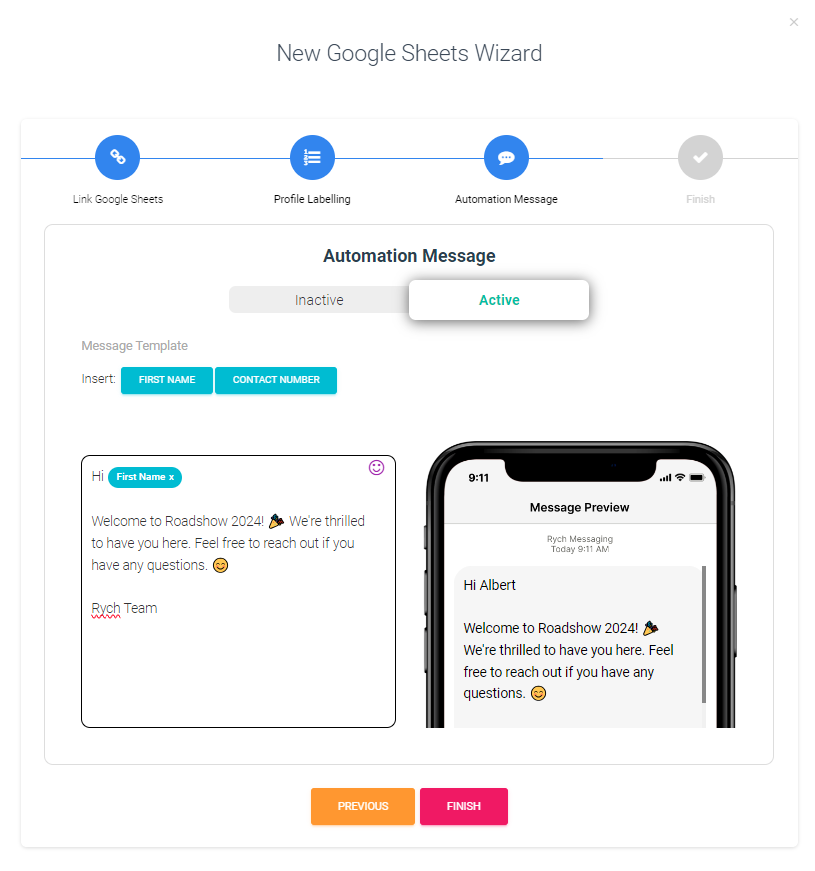 ×
New Google Sheets Wizard
Link Google Sheets
Profile Labelling
Automation Message
Finish
Automation Message
Inactive
Active
Message Template
Insert: FIRST NAME CONTACT NUMBER
Hi First Name x
Welcome to Roadshow 2024! 🎉 We're thrilled
to have you here. Feel free to reach out if you
have any questions. 😊
Rych Team
9:11
Message Preview
Rych Messaging
Today 9:11 AM
Hi Albert
Welcome to Roadshow 2024! 🎉
We're thrilled to have you here. Feel
free to reach out if you have any
questions. 😊
PREVIOUS
FINISH